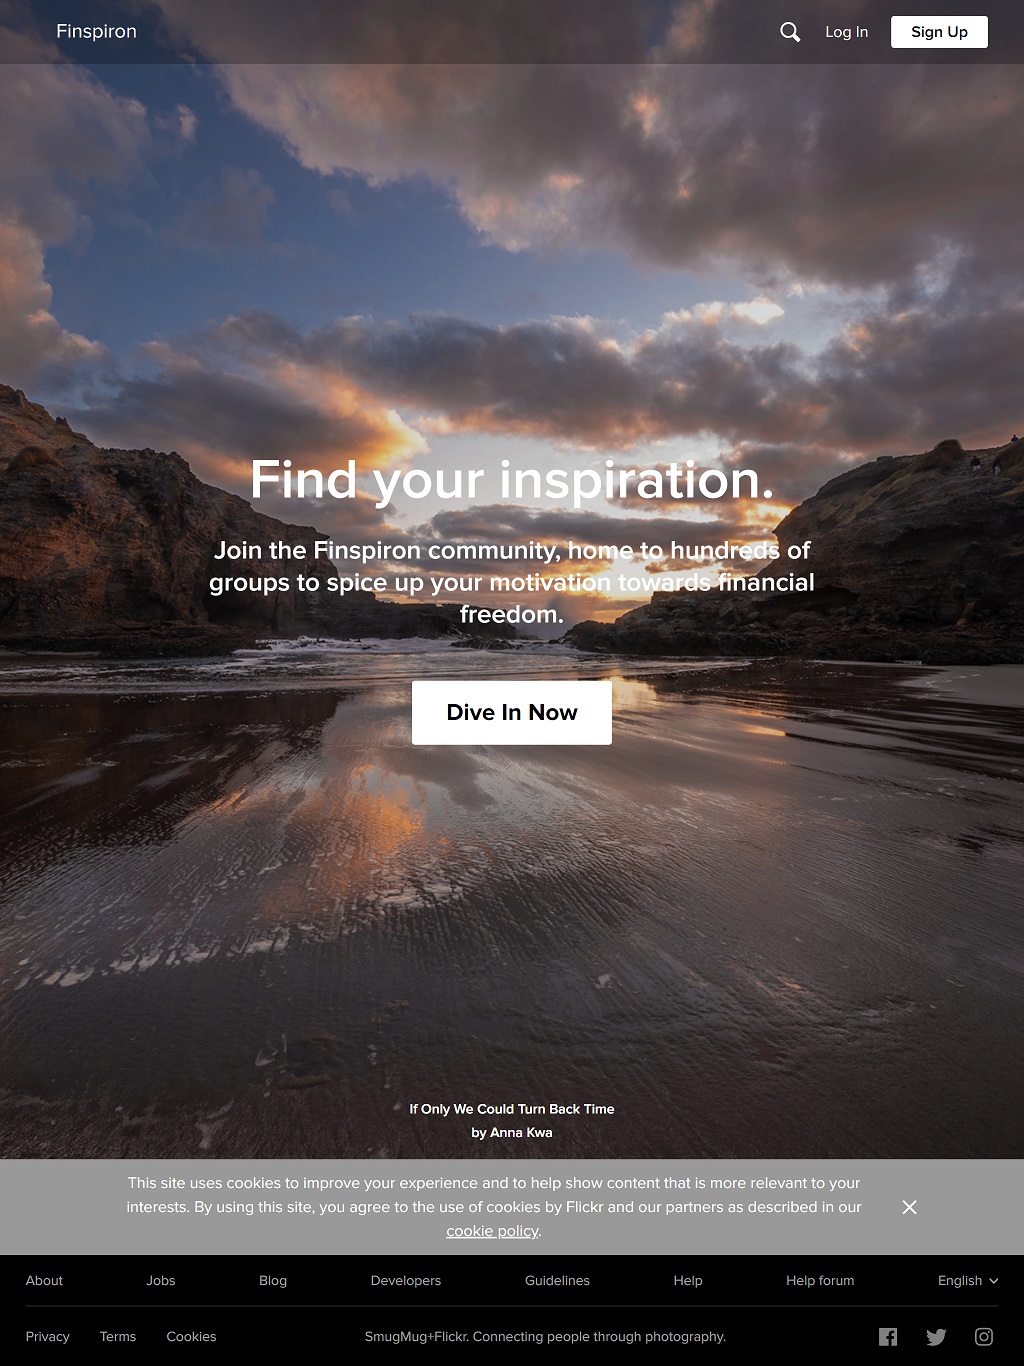 Finspiron
Log In
Sign Up
Find your inspiration.
Join the Finspiron community, home to hundreds of
groups to spice up your motivation towards financial
freedom.
Dive In Now
If Only We Could Turn Back Time
by Anna Kwa
This site uses cookies to improve your experience and to help show content that is more relevant to your
interests. By using this site, you agree to the use of cookies by Flickr and our partners as described in our
cookie policy.
About Jobs Blog Developers Guidelines Help Help forum English
Privacy Terms Cookies SmugMug+Flickr. Connecting people through photography.